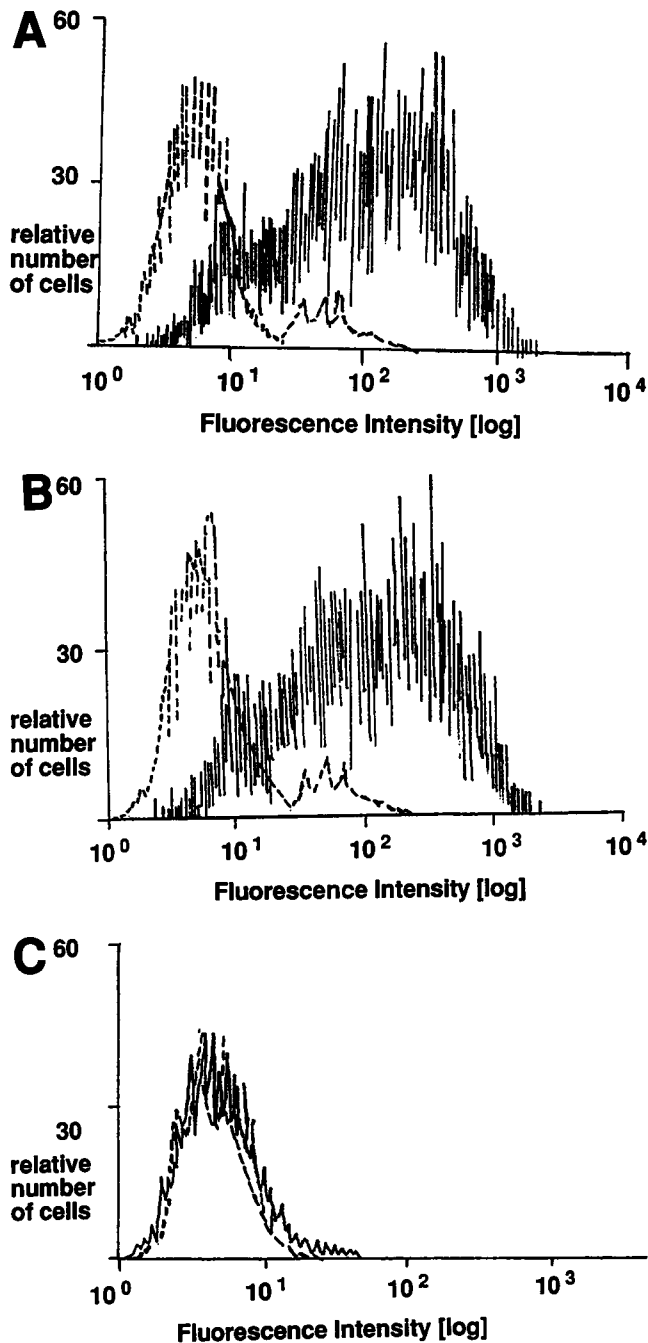 A
60
30
relative
number
of cells
10^0 10^1 10^2 10^3 10^4
Fluorescence Intensity [log]
B
60
30
relative
number
of cells
10^0 10^1 10^2 10^3 10^4
Fluorescence Intensity [log]
C
60
30
relative
number
of cells
10^0 10^1 10^2 10^3
Fluorescence Intensity [log]